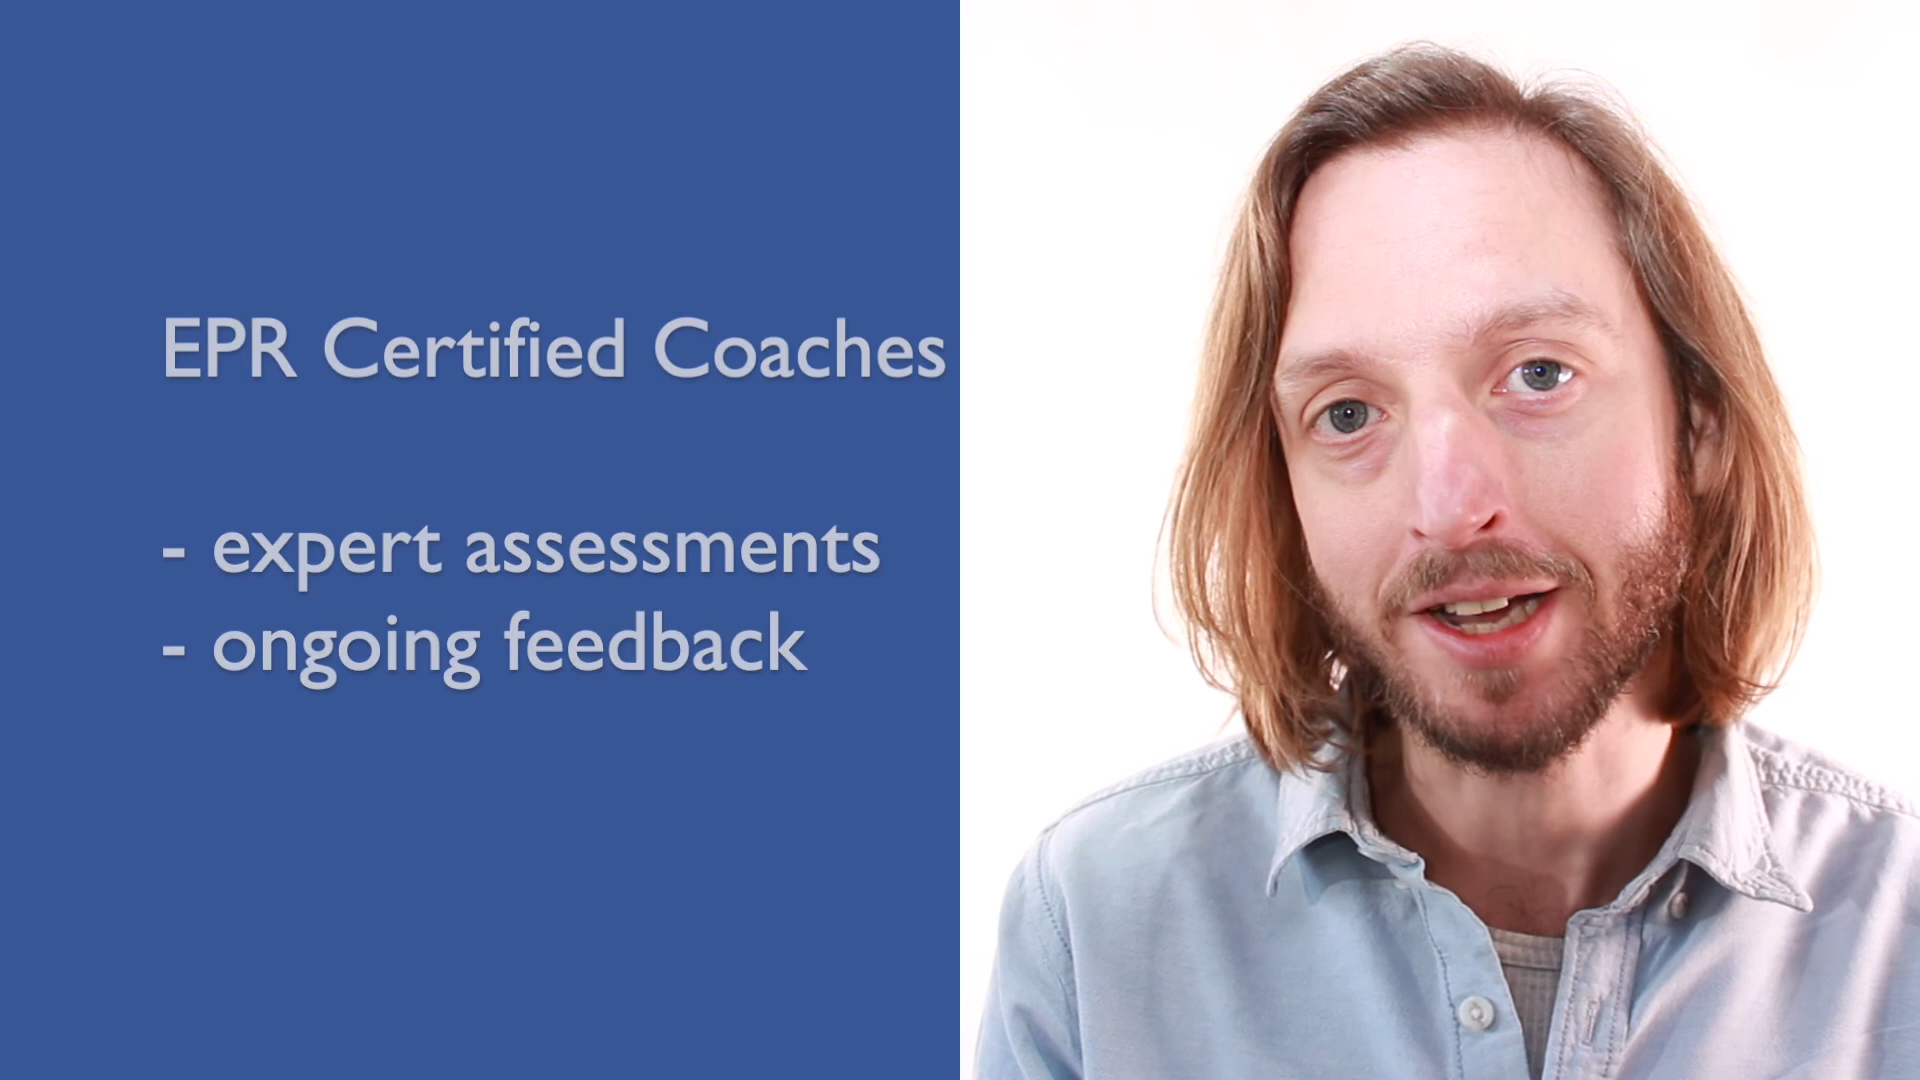 EPR Certified Coaches
- expert assessments
- ongoing feedback